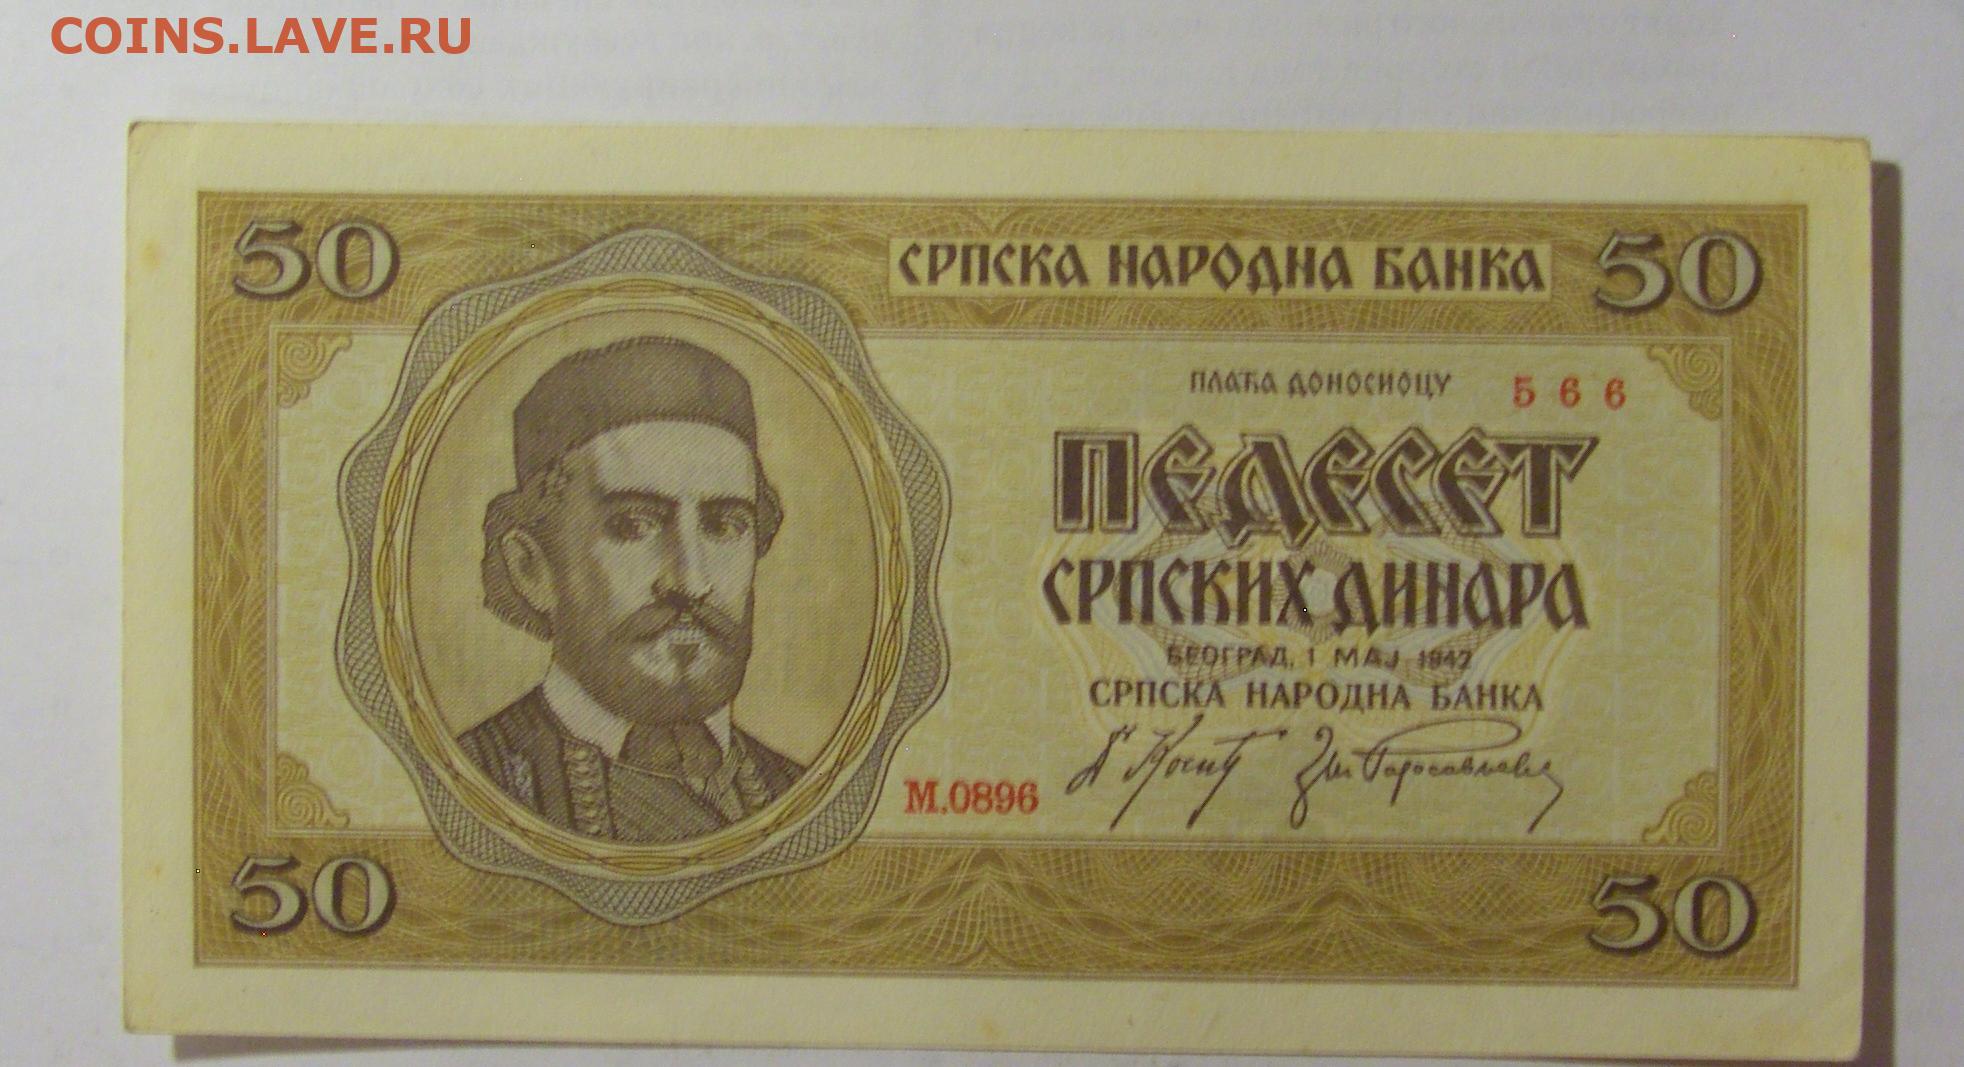 COINS.LAVE.RU
50
СРПСКА НАРОДНА БАНКА
50
ПЛАЋА ДОНОСИОЦУ 566
ПЕДЕСЕТ
СРПСКИХ ДИНАРА
БЕОГРАД, 1 МАЈ 1942
СРПСКА НАРОДНА БАНКА
М.0896
50
50